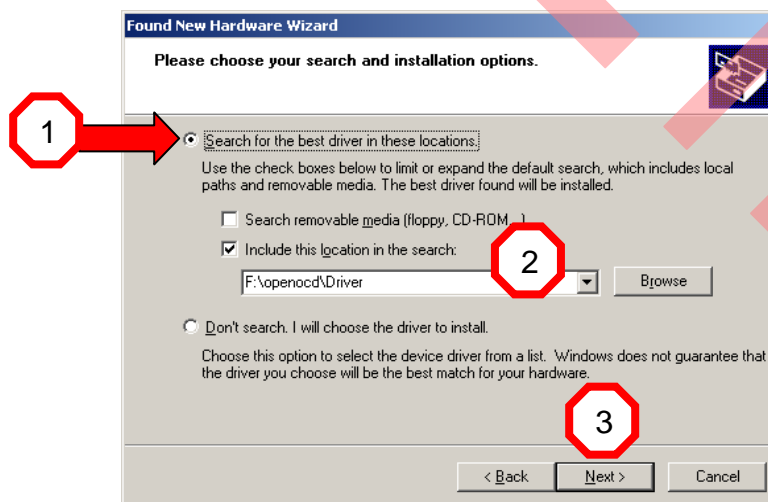 Found New Hardware Wizard
Please choose your search and installation options.
1
Search for the best driver in these locations.
Use the check boxes below to limit or expand the default search, which includes local
paths and removable media. The best driver found will be installed.
Search removable media (floppy, CD-ROM...)
Include this location in the search:
2
F:\openocd\Driver
Browse
Don't search. I will choose the driver to install.
Choose this option to select the device driver from a list. Windows does not guarantee that
the driver you choose will be the best match for your hardware.
3
< Back
Next >
Cancel